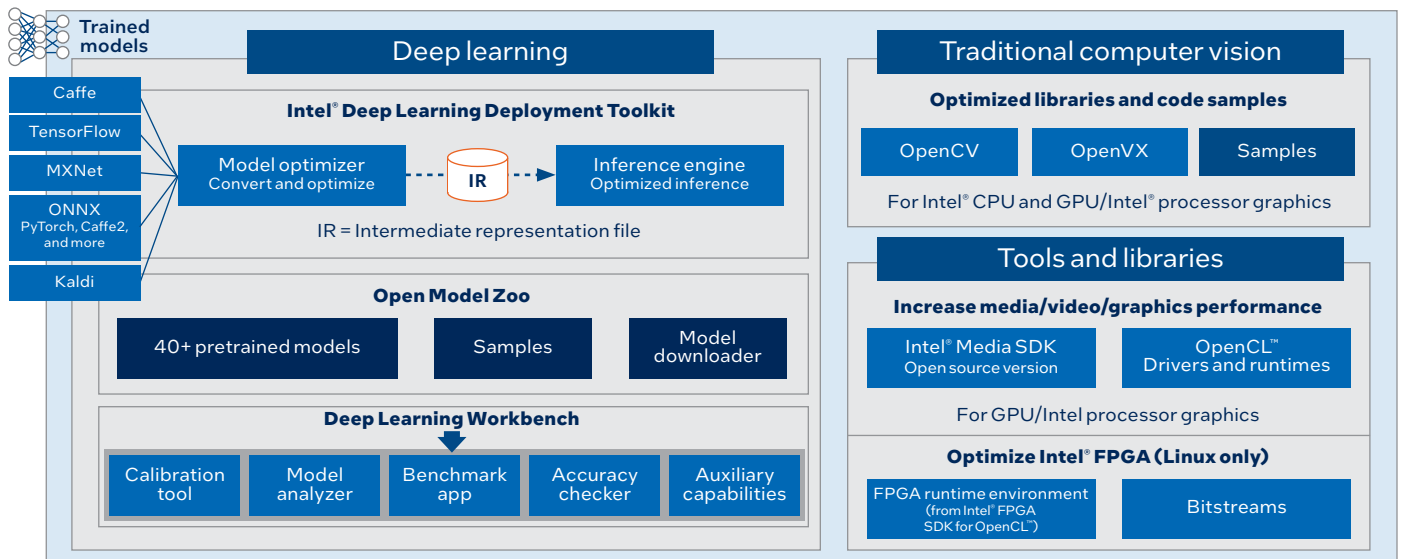 Trained
models
Deep learning
Caffe
TensorFlow
MXNet
ONNX
PyTorch, Caffe2,
and more
Kaldi
Intel® Deep Learning Deployment Toolkit
Model optimizer
Convert and optimize
IR
Inference engine
Optimized inference
IR = Intermediate representation file
Open Model Zoo
40+ pretrained models
Samples
Model
downloader
Deep Learning Workbench
Calibration
tool
Model
analyzer
Benchmark
app
Accuracy
checker
Auxiliary
capabilities
Traditional computer vision
Optimized libraries and code samples
OpenCV
OpenVX
Samples
For Intel® CPU and GPU/Intel® processor graphics
Tools and libraries
Increase media/video/graphics performance
Intel® Media SDK
Open source version
OpenCL™
Drivers and runtimes
For GPU/Intel processor graphics
Optimize Intel® FPGA (Linux only)
FPGA runtime environment
(from Intel® FPGA
SDK for OpenCL™)
Bitstreams